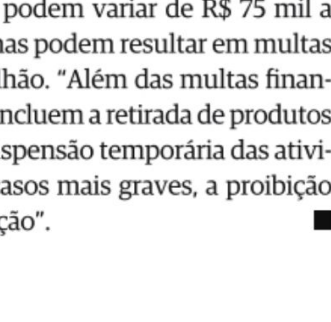 podem variar de R$ 75 mil a
nas podem resultar em multas
lhão. “Além das multas finan-
ncluem a retirada de produtos
spensão temporária das ativi-
asos mais graves, a proibição
ção”.